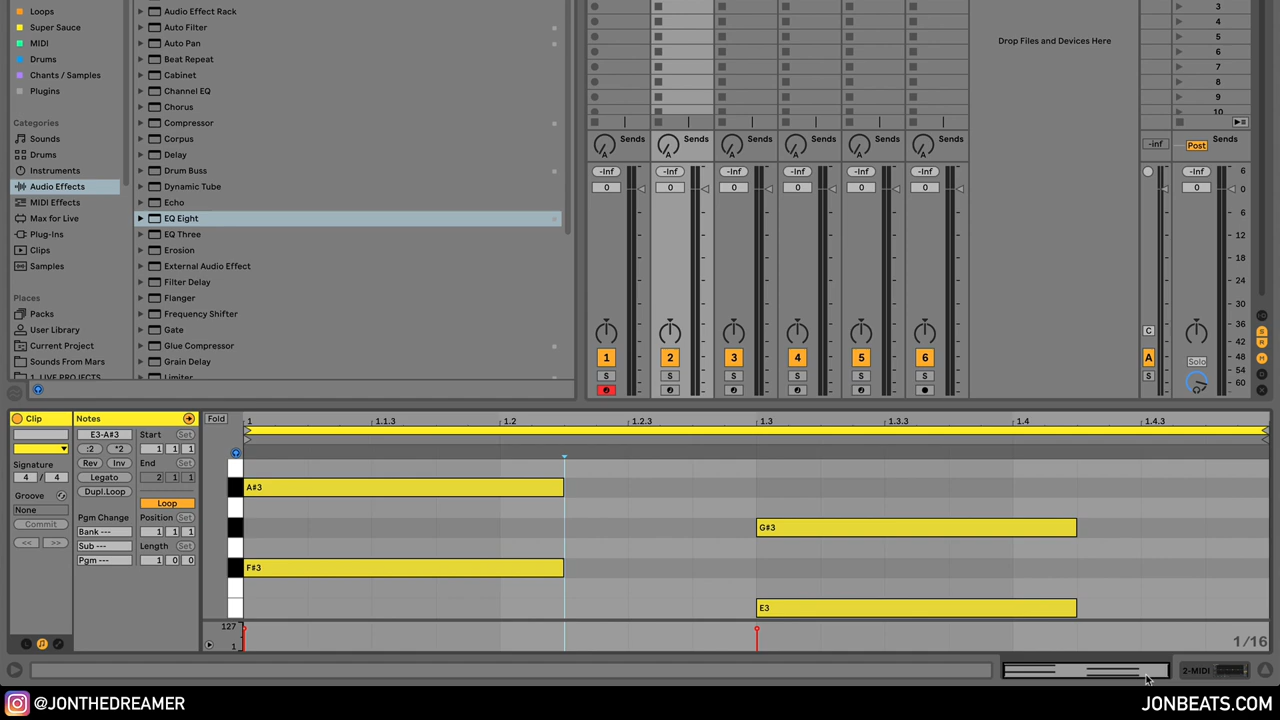 Loops
Super Sauce
MIDI
Drums
Chants / Samples
Plugins
Categories
Sounds
Drums
Instruments
Audio Effects
MIDI Effects
Max for Live
Plug-Ins
Clips
Samples
Places
Packs
User Library
Current Project
Sounds From Mars
1. LIVE PROJECTS
Audio Effect Rack
Auto Filter
Auto Pan
Beat Repeat
Cabinet
Channel EQ
Chorus
Compressor
Corpus
Delay
Drum Buss
Dynamic Tube
Echo
EQ Eight
EQ Three
Erosion
External Audio Effect
Filter Delay
Flanger
Frequency Shifter
Gate
Glue Compressor
Grain Delay
Limiter
Drop Files and Devices Here
3
4
5
6
7
8
9
10
Sends Sends Sends Sends Sends Sends -inf Sends
A A A A A A Post
-Inf -Inf -Inf -Inf -Inf -Inf -Inf 6
0 0 0 0 0 0 0 0
6
12
18
24
30
36
42
48
54
60
C
Solo
1 2 3 4 5 6 A
S S S S S S S
S
R
M
D
X
Clip
Signature
4 / 4
Groove
None
Commit
<< >>
Notes
E3-A#3
:2 *2
Rev Inv
Legato
Dupl.Loop
Pgm Change
Bank ---
Sub ---
Pgm ---
Start Set
1 1 1
End Set
2 1 1
Loop
Position Set
1 1 1
Length Set
1 0 0
Fold
1 1.1.3 1.2 1.2.3 1.3 1.3.3 1.4 1.4.3
A#3
G#3
F#3
E3
127
1
1/16
2-MIDI
@JONTHEDREAMER
JONBEATS.COM